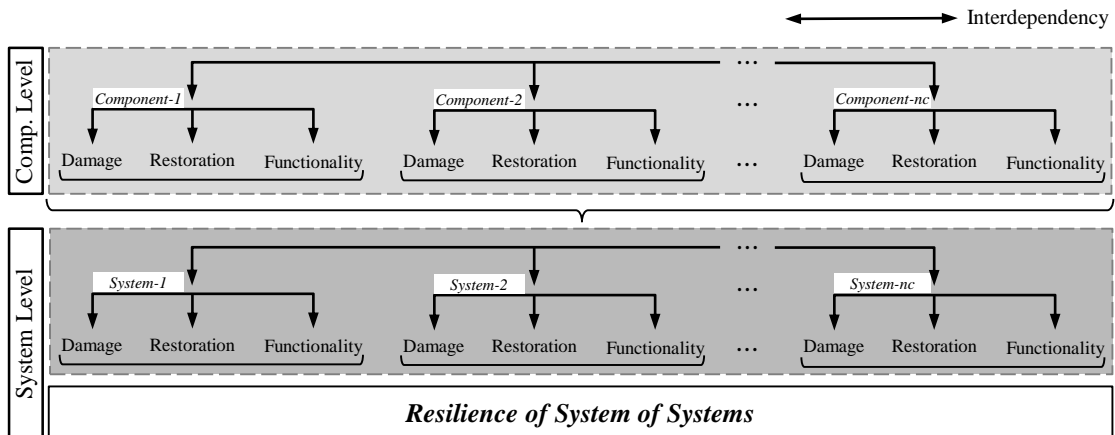 Interdependency
Comp. Level
...
Component-1 Component-2 ... Component-nc
Damage Restoration Functionality Damage Restoration Functionality ... Damage Restoration Functionality
System Level
...
System-1 System-2 ... System-nc
Damage Restoration Functionality Damage Restoration Functionality ... Damage Restoration Functionality
Resilience of System of Systems